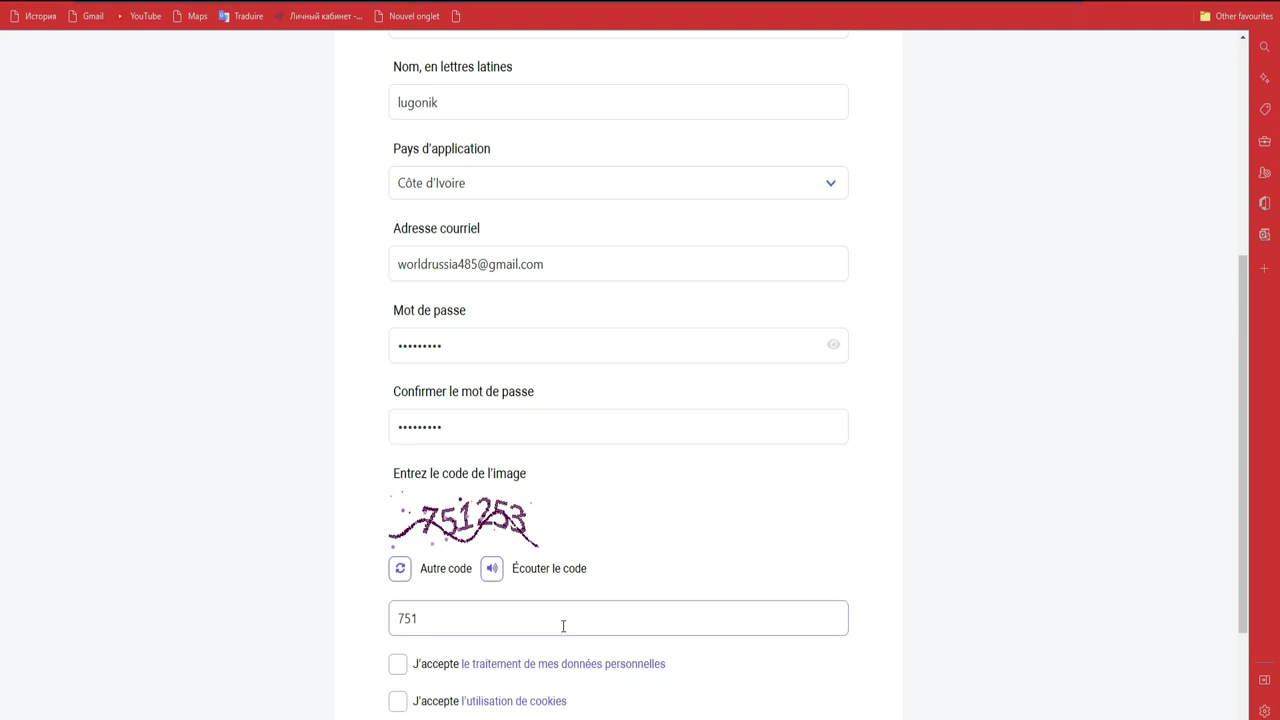 История Gmail YouTube Maps Traduire Личный кабинет -... Nouvel onglet Other favourites
Nom, en lettres latines
lugonik
Pays d'application
Côte d'Ivoire
Adresse courriel
worldrussia485@gmail.com
Mot de passe
•••••••••
Confirmer le mot de passe
•••••••••
Entrez le code de l'image
751253
Autre code Écouter le code
751
J'accepte le traitement de mes données personnelles
J'accepte l'utilisation de cookies